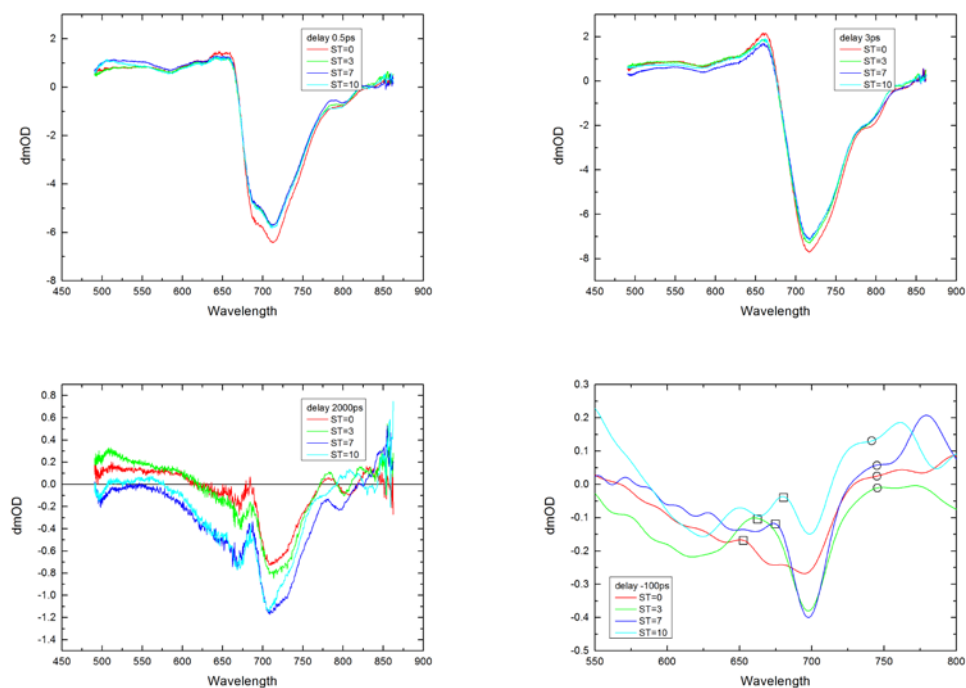 2
0
-2
-4
-6
-8
dmOD
450 500 550 600 650 700 750 800 850 900
Wavelength
delay 0.5ps
ST=0
ST=3
ST=7
ST=10
2
0
-2
-4
-6
-8
dmOD
450 500 550 600 650 700 750 800 850 900
Wavelength
delay 3ps
ST=0
ST=3
ST=7
ST=10
0.8
0.6
0.4
0.2
0.0
-0.2
-0.4
-0.6
-0.8
-1.0
-1.2
-1.4
dmOD
450 500 550 600 650 700 750 800 850 900
Wavelength
delay 2000ps
ST=0
ST=3
ST=7
ST=10
0.3
0.2
0.1
0.0
-0.1
-0.2
-0.3
-0.4
-0.5
dmOD
550 600 650 700 750 800
Wavelength
delay -100ps
ST=0
ST=3
ST=7
ST=10